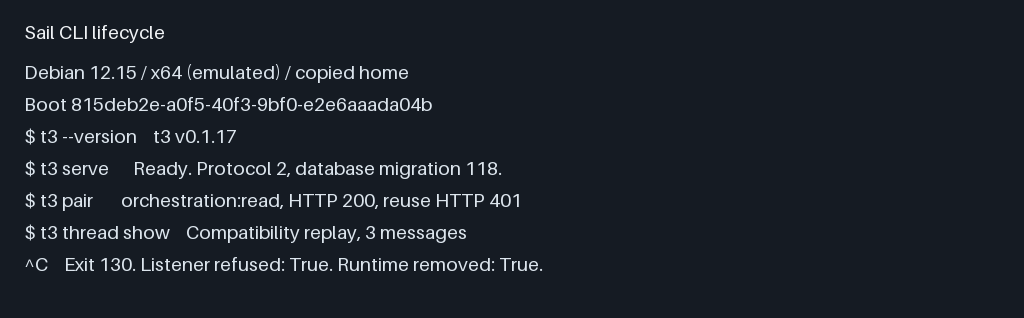 Sail CLI lifecycle
Debian 12.15 / x64 (emulated) / copied home
Boot 815deb2e-a0f5-40f3-9bf0-e2e6aaada04b
$ t3 --version    t3 v0.1.17
$ t3 serve    Ready. Protocol 2, database migration 118.
$ t3 pair    orchestration:read, HTTP 200, reuse HTTP 401
$ t3 thread show    Compatibility replay, 3 messages
^C    Exit 130. Listener refused: True. Runtime removed: True.